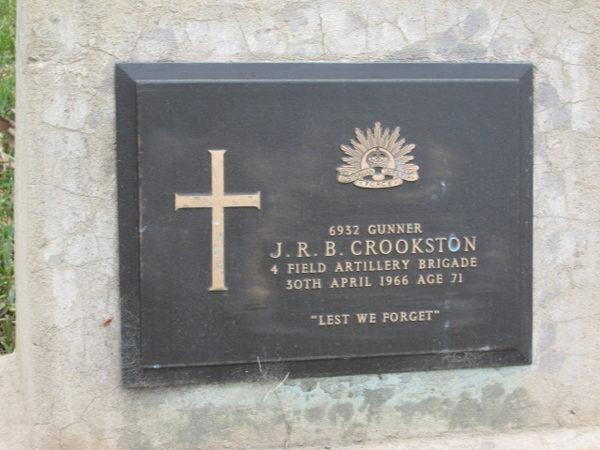 6932 GUNNER
J. R. B. CROOKSTON
4 FIELD ARTILLERY BRIGADE
30TH APRIL 1966 AGE 71
"LEST WE FORGET"